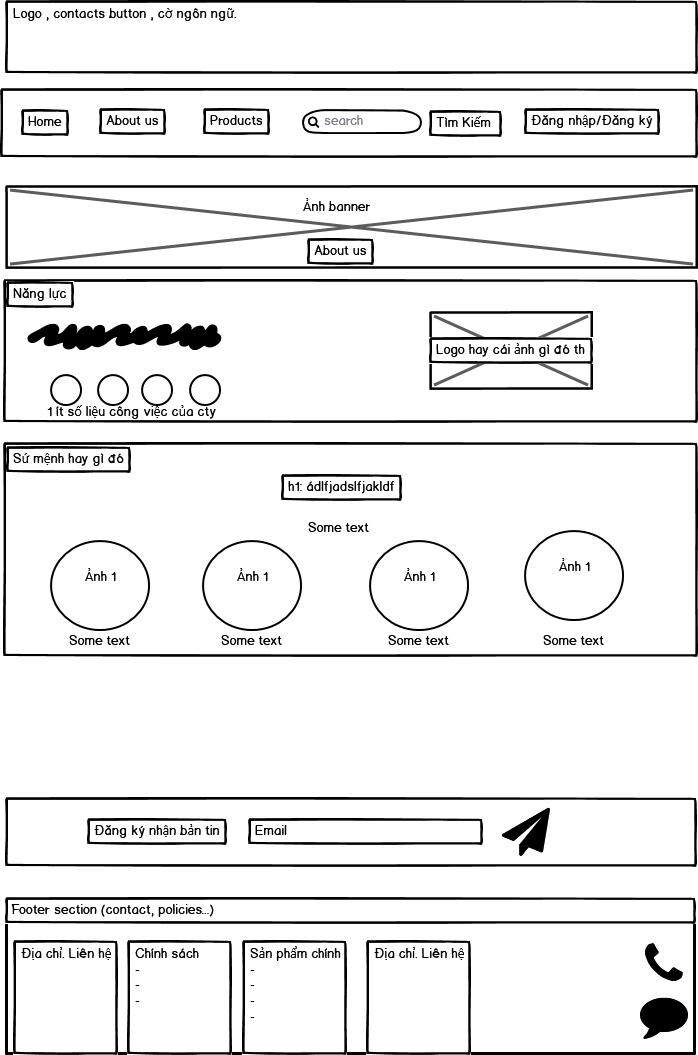 Logo , contacts button , cờ ngôn ngữ.
Home
About us
Products
search
Tìm Kiếm
Đăng nhập/Đăng ký
Ảnh banner
About us
Năng lực
Logo hay cái ảnh gì đó th
1 ít số liệu công việc của cty
Sứ mệnh hay gì đó
h1: ádlfjadslfjakldf
Some text
Ảnh 1
Ảnh 1
Ảnh 1
Ảnh 1
Some text
Some text
Some text
Some text
Đăng ký nhận bản tin
Email
Footer section (contact, policies...)
Địa chỉ. Liên hệ
Chính sách
-
-
-
Sản phẩm chính
-
-
-
-
Địa chỉ. Liên hệ